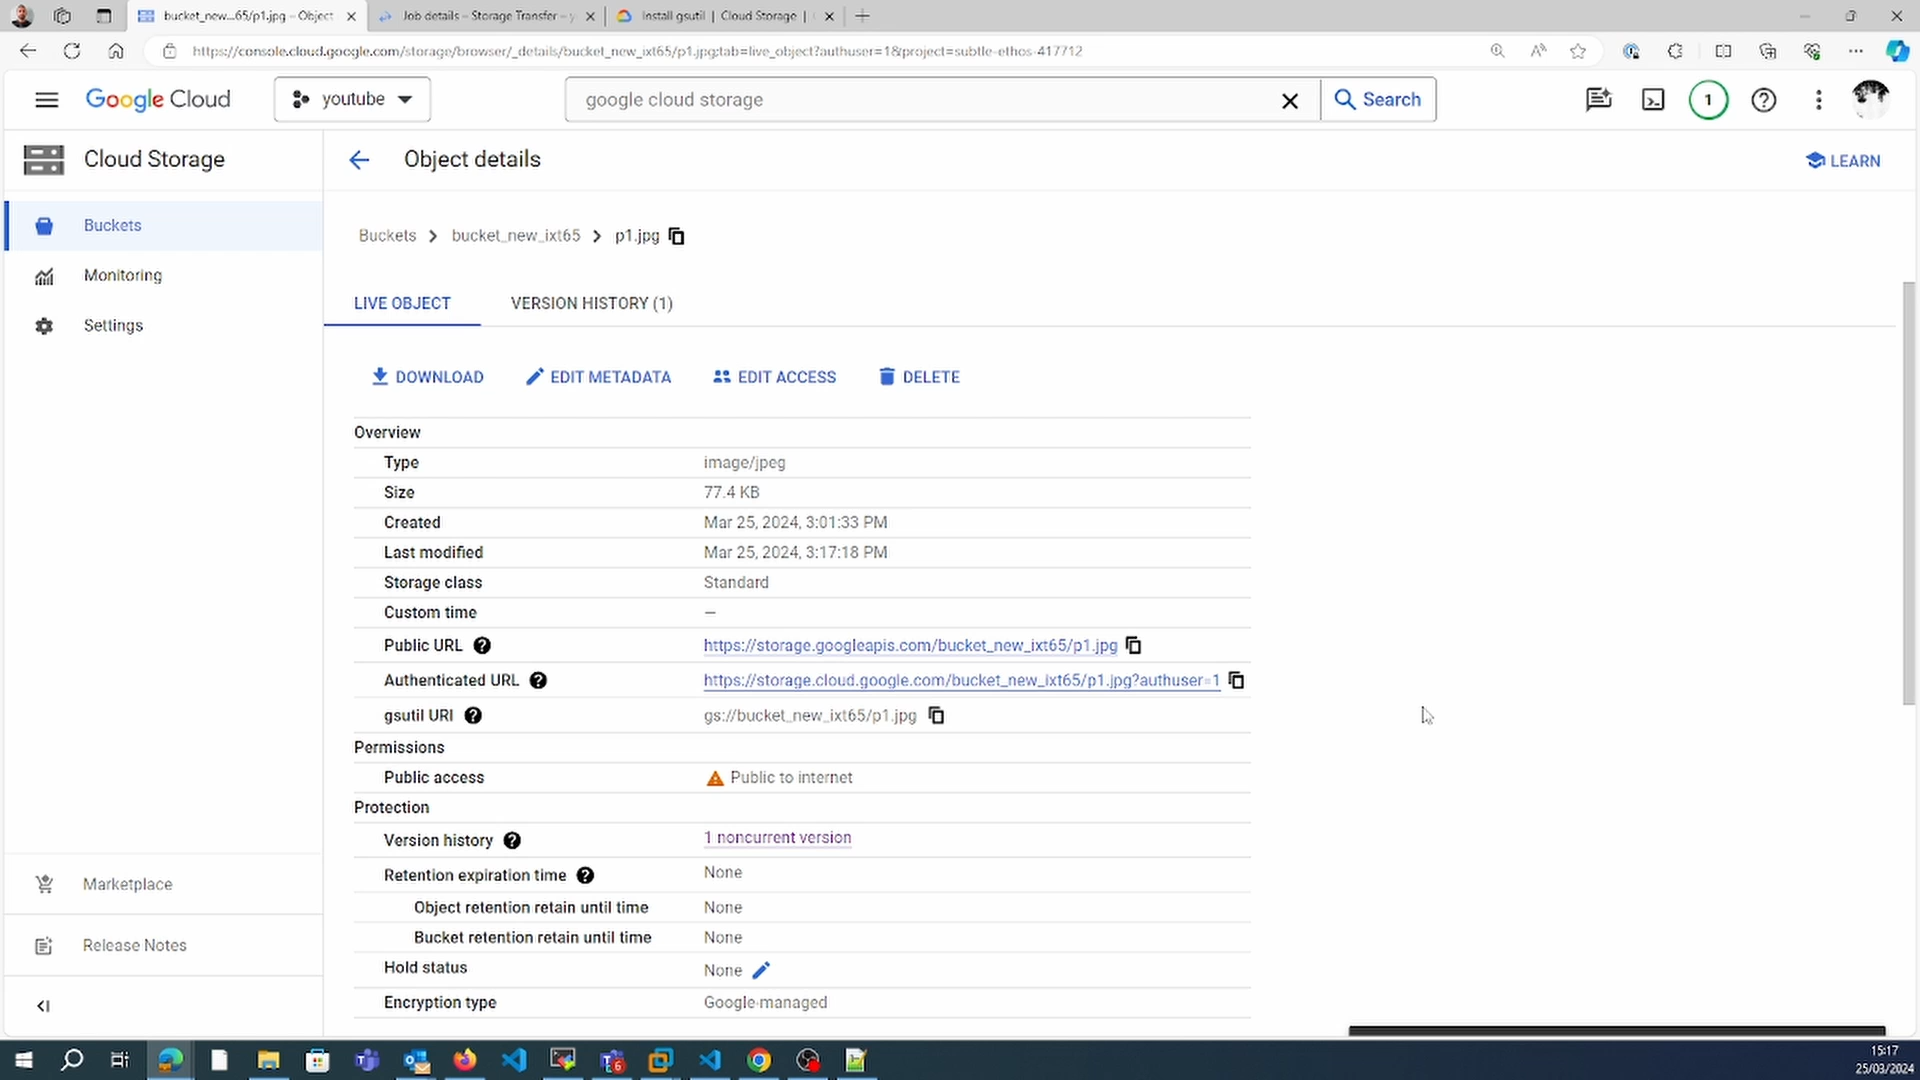 bucket_new...65/p1.jpg – Object
Job details – Storage Transfer – y
Install gsutil | Cloud Storage |
https://console.cloud.google.com/storage/browser/_details/bucket_new_ixt65/p1.jpg;tab=live_object?authuser=1&project=subtle-ethos-417712
Google Cloud
youtube
google cloud storage
Search
1
Cloud Storage
Object details
LEARN
Buckets
Monitoring
Settings
Marketplace
Release Notes
Buckets > bucket_new_ixt65 > p1.jpg
LIVE OBJECT
VERSION HISTORY (1)
DOWNLOAD
EDIT METADATA
EDIT ACCESS
DELETE
Overview
Type image/jpeg
Size 77.4 KB
Created Mar 25, 2024, 3:01:33 PM
Last modified Mar 25, 2024, 3:17:18 PM
Storage class Standard
Custom time —
Public URL https://storage.googleapis.com/bucket_new_ixt65/p1.jpg
Authenticated URL https://storage.cloud.google.com/bucket_new_ixt65/p1.jpg?authuser=1
gsutil URI gs://bucket_new_ixt65/p1.jpg
Permissions
Public access Public to internet
Protection
Version history 1 noncurrent version
Retention expiration time None
Object retention retain until time None
Bucket retention retain until time None
Hold status None
Encryption type Google-managed
6
15:17
25/03/2024